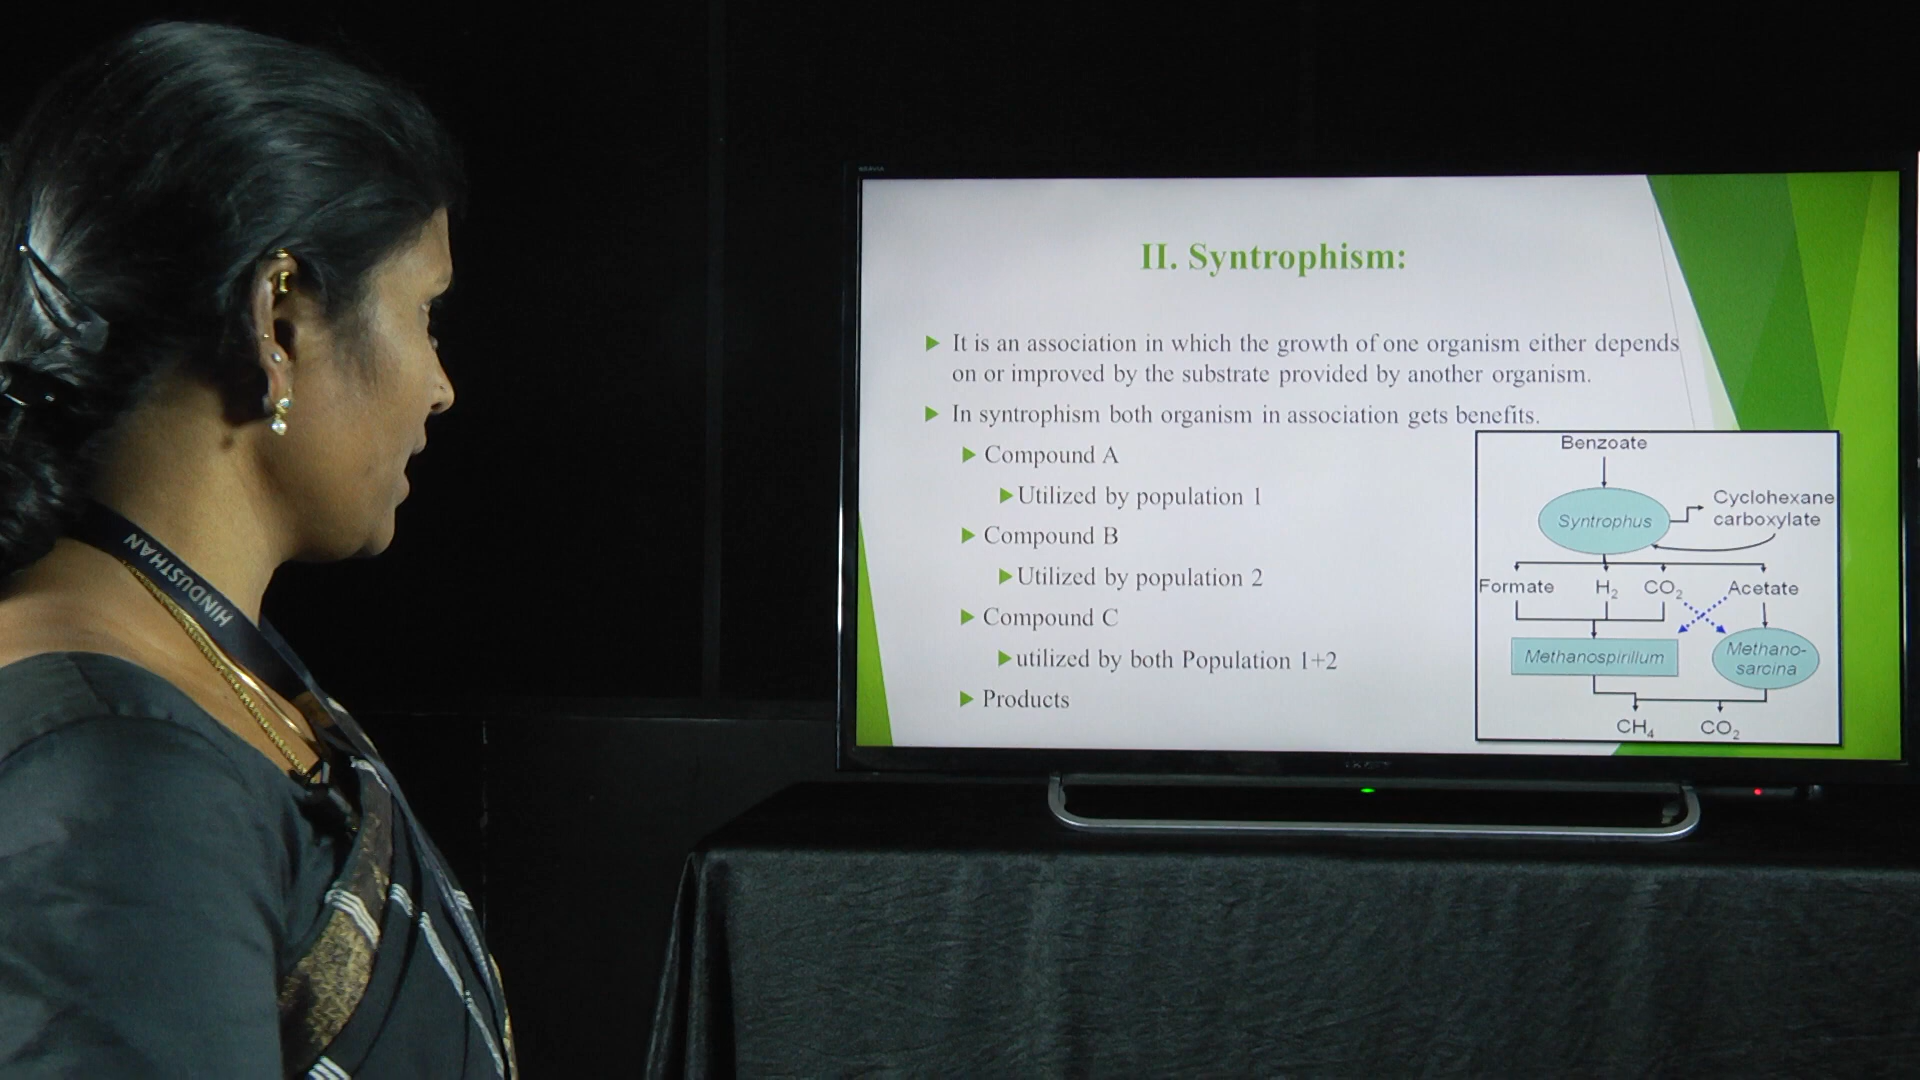 BRAVIA
HINDUSTHAN
II. Syntrophism:
It is an association in which the growth of one organism either depends
on or improved by the substrate provided by another organism.
In syntrophism both organism in association gets benefits.
Compound A
Utilized by population 1
Compound B
Utilized by population 2
Compound C
utilized by both Population 1+2
Products
Benzoate
Syntrophus
Cyclohexane
carboxylate
Formate H₂ CO₂ Acetate
Methanospirillum
Methano-
sarcina
CH₄ CO₂